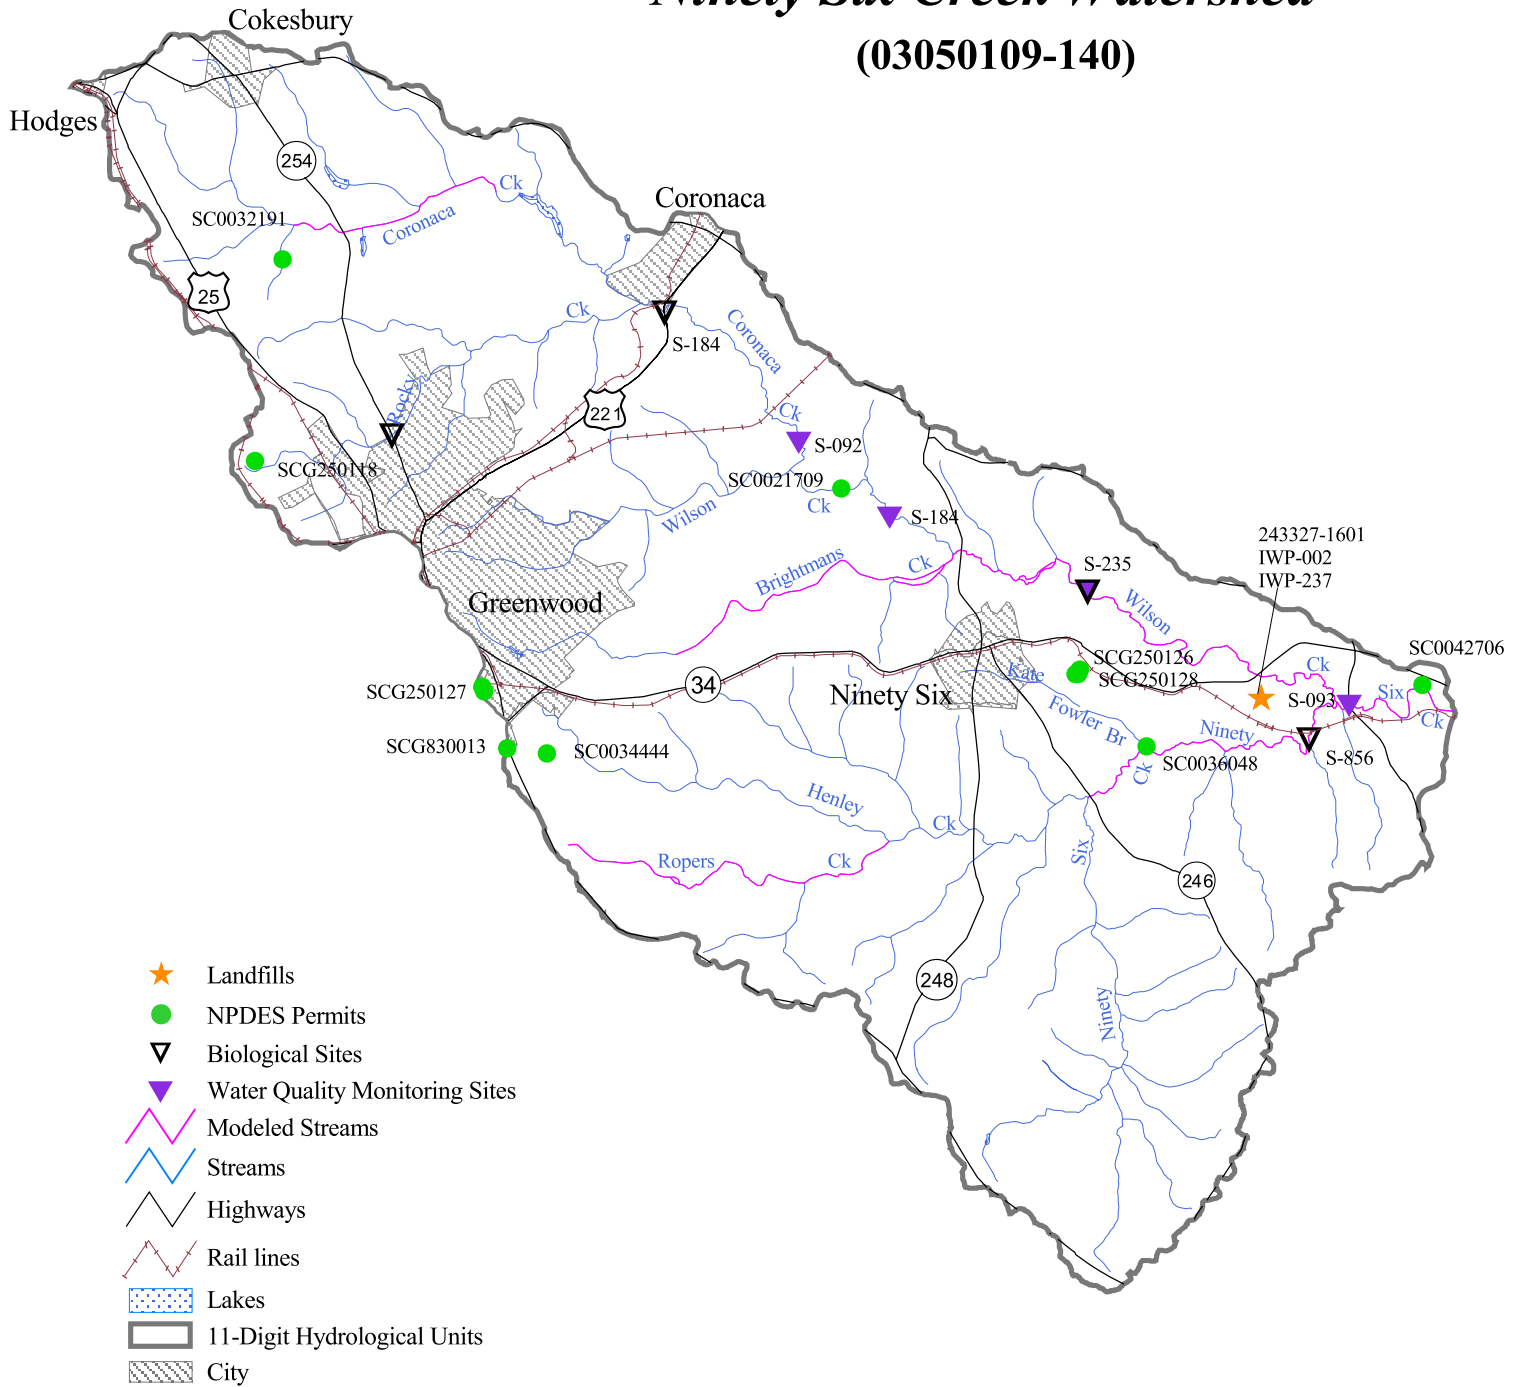 Ninety Six Creek Watershed
(03050109-140)
Cokesbury
Hodges
254
Ck
Coronaca
Coronaca
SC0032191
25
Ck
S-184
Coronaca
Rocky
221
Ck
S-092
SCG250118
SC0021709
Ck
Wilson
S-184
243327-1601
IWP-002
IWP-237
Brightmans
Ck
S-235
Wilson
Greenwood
SC0042706
SCG250126
SCG250128
Ck
Kate
SCG250127
34
Ninety Six
S-093
Six
Ck
Fowler Br
Ninety
SCG830013
SC0034444
S-856
SC0036048
Ck
Henley
Ck
Six
Ropers
Ck
246
248
Ninety
Landfills
NPDES Permits
Biological Sites
Water Quality Monitoring Sites
Modeled Streams
Streams
Highways
Rail lines
Lakes
11-Digit Hydrological Units
City